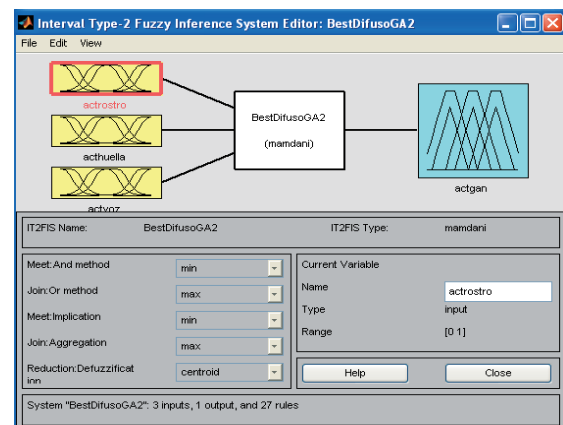 Interval Type-2 Fuzzy Inference System Editor: BestDifusoGA2
File Edit View
actrostro
acthuella
actvoz
BestDifusoGA2
(mamdani)
actgan
IT2FIS Name: BestDifusoGA2 IT2FIS Type: mamdani
Meet:And method min
Join:Or method max
Meet:Implication min
Join:Aggregation max
Reduction:Defuzzificat
ion centroid
Current Variable
Name actrostro
Type input
Range [0 1]
Help Close
System "BestDifusoGA2": 3 inputs, 1 output, and 27 rules